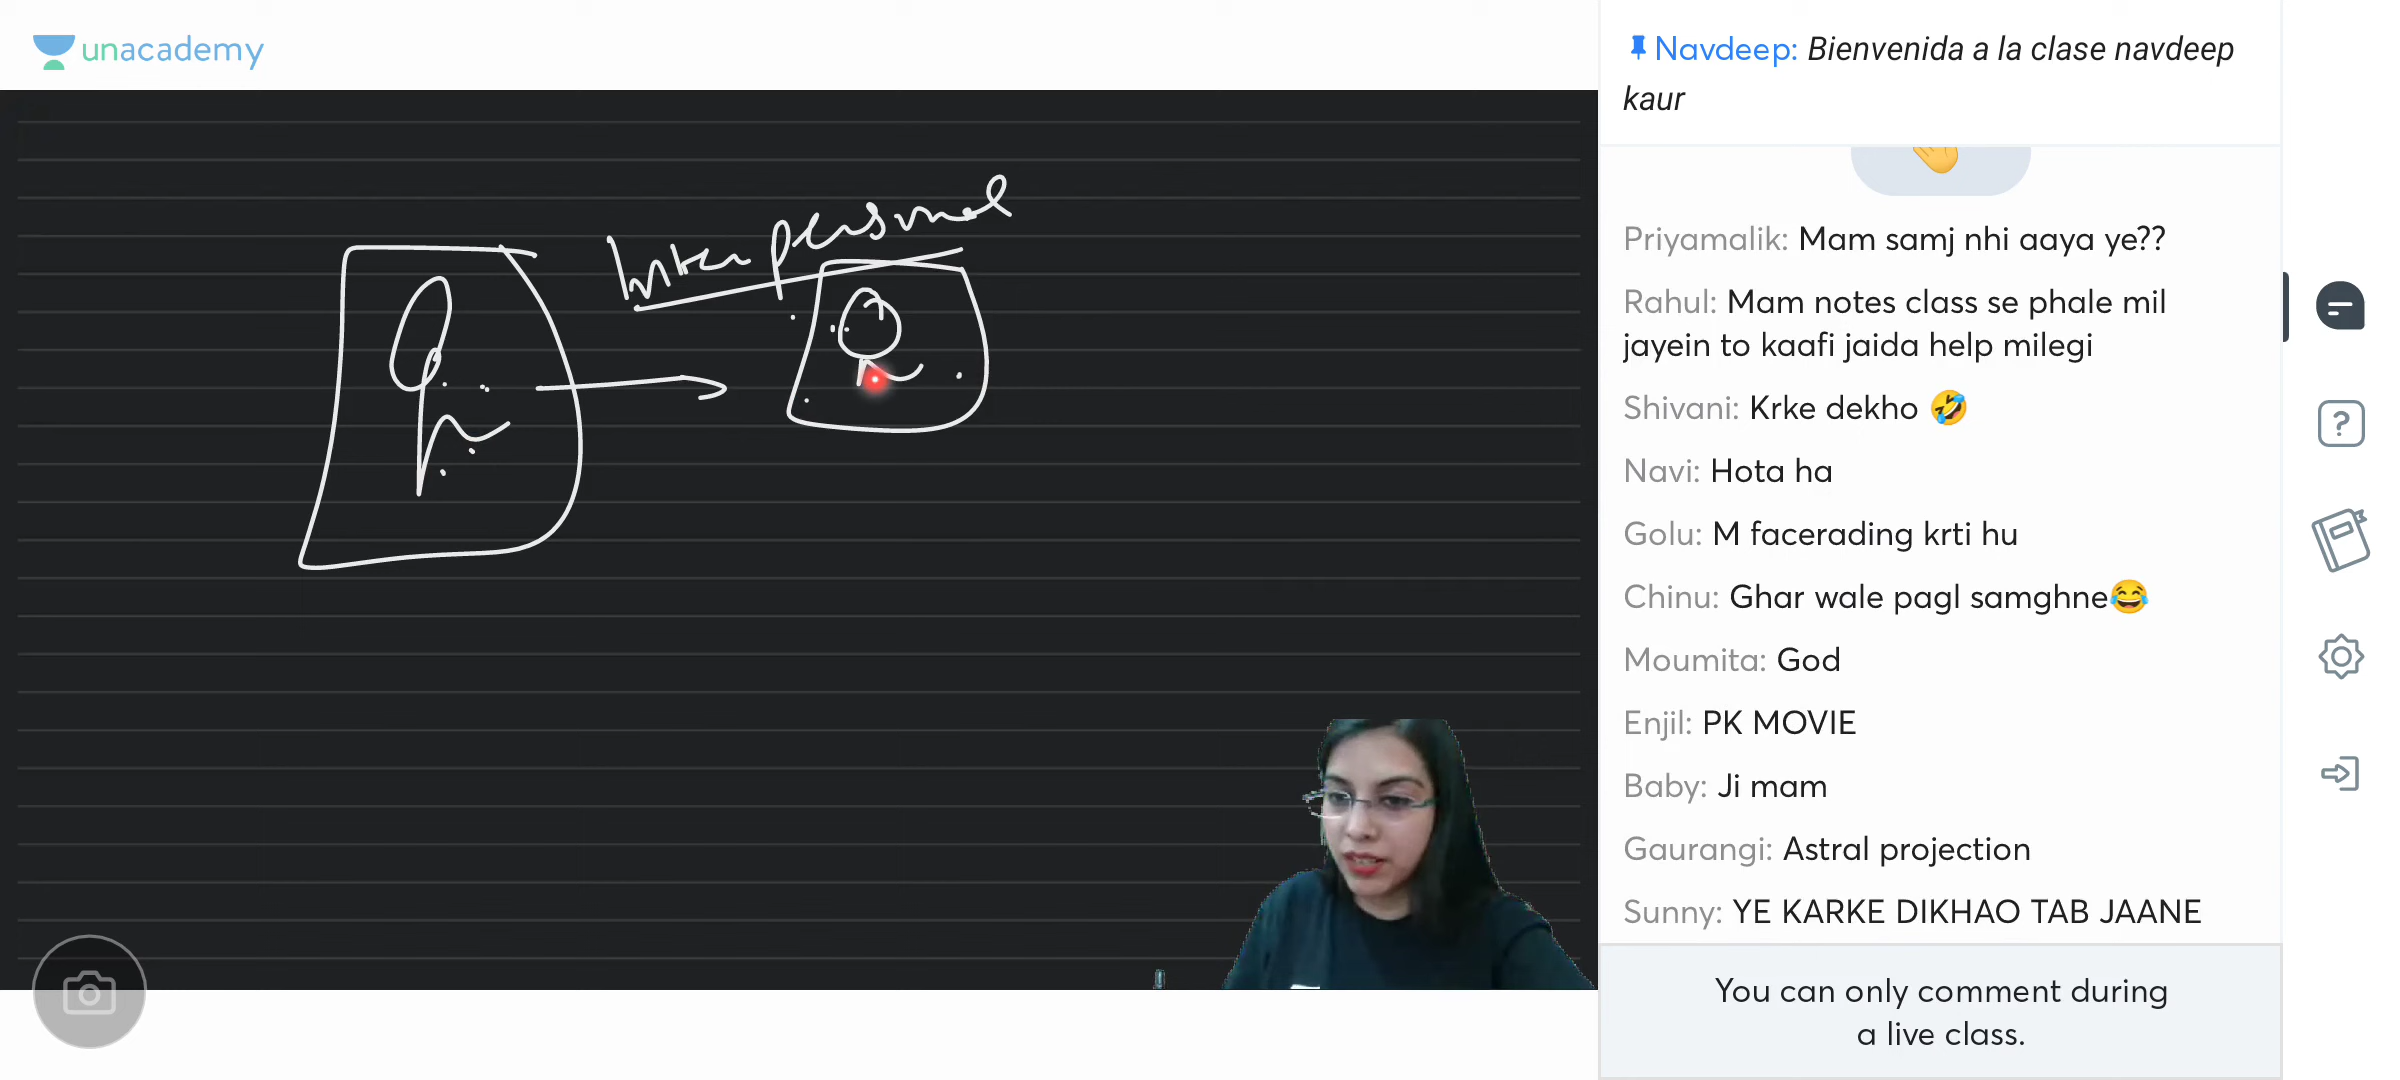 unacademy
Inter personal
Navdeep: Bienvenida a la clase navdeep
kaur
Priyamalik: Mam samj nhi aaya ye??
Rahul: Mam notes class se phale mil
jayein to kaafi jaida help milegi
Shivani: Krke dekho 🤣
Navi: Hota ha
Golu: M facerading krti hu
Chinu: Ghar wale pagl samghne😂
Moumita: God
Enjil: PK MOVIE
Baby: Ji mam
Gaurangi: Astral projection
Sunny: YE KARKE DIKHAO TAB JAANE
You can only comment during
a live class.